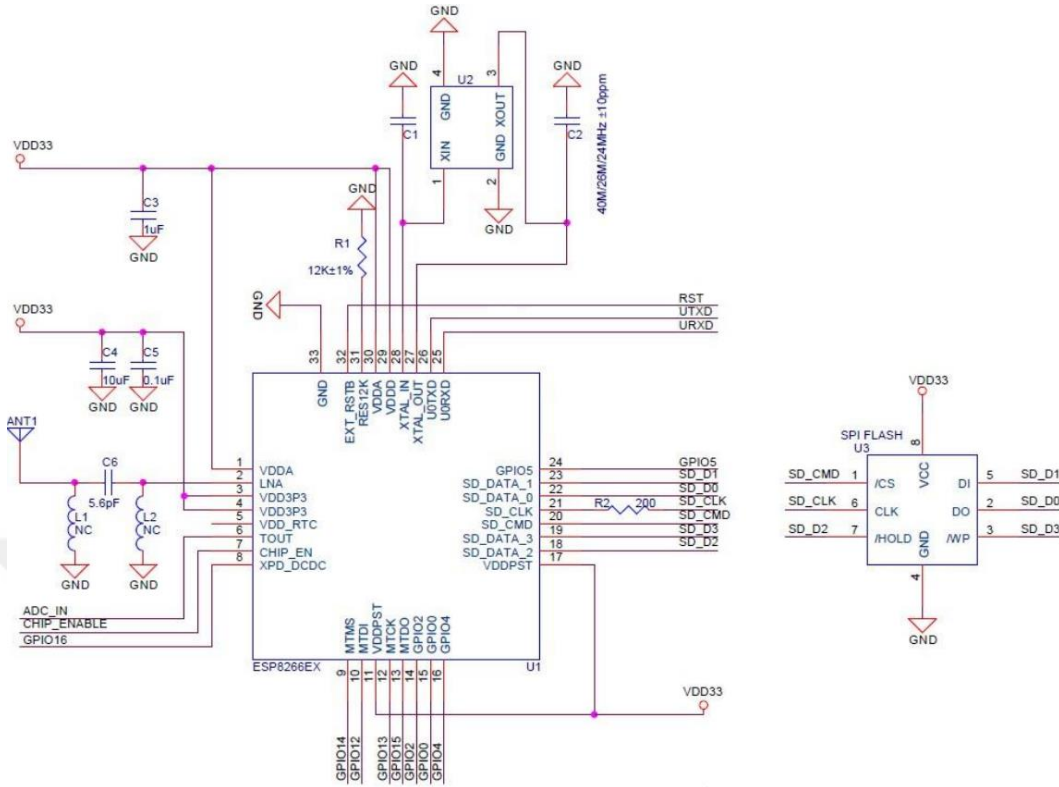 GND
U2
GND
GND
4
3
GND
XOUT
XIN
GND
1
2
C1
C2
GND
40M/26M/24MHz ±10ppm
VDD33
C3
1uF
GND
GND
R1
12K±1%
GND
RST
UTXD
URXD
VDD33
C4
10uF
GND
C5
0.1uF
GND
33
32
31
30
29
28
27
26
25
GND
EXT_RSTB
RES12K
VDDA
VDDD
XTAL_IN
XTAL_OUT
U0TXD
U0RXD
ANT1
C6
5.6pF
L1
NC
GND
L2
NC
GND
1 VDDA
2 LNA
3 VDD3P3
4 VDD3P3
5 VDD_RTC
6 TOUT
7 CHIP_EN
8 XPD_DCDC
ADC_IN
CHIP_ENABLE
GPIO16
GPIO5 24 GPIO5
SD_DATA_1 23 SD_D1
SD_DATA_0 22 SD_D0
SD_CLK 21 R2 200 SD_CLK
SD_CMD 20 SD_CMD
SD_DATA_3 19 SD_D3
SD_DATA_2 18 SD_D2
VDDPST 17
MTMS
MTDI
VDDPST
MTCK
MTDO
GPIO2
GPIO0
GPIO4
ESP8266EX
U1
9
10
11
12
13
14
15
16
GPIO14
GPIO12
GPIO13
GPIO15
GPIO2
GPIO0
GPIO4
VDD33
VDD33
SPI FLASH
U3
8
VCC
SD_CMD 1 /CS
DI 5 SD_D1
SD_CLK 6 CLK
DO 2 SD_D0
SD_D2 7 /HOLD
/WP 3 SD_D3
GND
4
GND